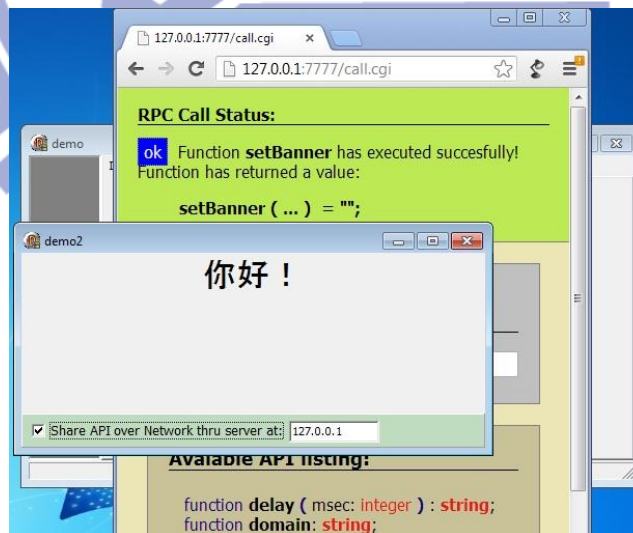 127.0.0.1:7777/call.cgi
127.0.0.1:7777/call.cgi
RPC Call Status:
ok Function setBanner has executed succesfully!
Function has returned a value:
setBanner ( ... ) = "";
demo
demo2
你好！
Share API over Network thru server at: 127.0.0.1
Avalable API listing:
function delay ( msec: integer ) : string;
function domain: string;